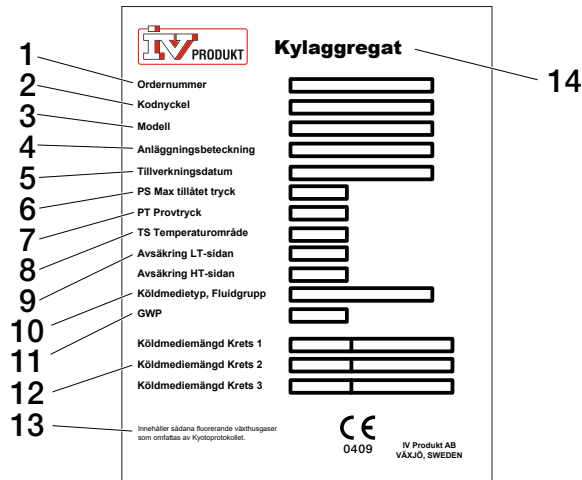 IV PRODUKT
Kylaggregat
1
2
3
4
5
6
7
8
9
10
11
12
13
14
Ordernummer
Kodnyckel
Modell
Anläggningsbeteckning
Tillverkningsdatum
PS Max tillåtet tryck
PT Provtryck
TS Temperaturområde
Avsäkring LT-sidan
Avsäkring HT-sidan
Köldmedietyp, Fluidgrupp
GWP
Köldmediemängd Krets 1
Köldmediemängd Krets 2
Köldmediemängd Krets 3
Innehåller sådana fluorerande växthusgaser
som omfattas av Kyotoprotokollet.
CE
0409
IV Produkt AB
VÄXJÖ, SWEDEN